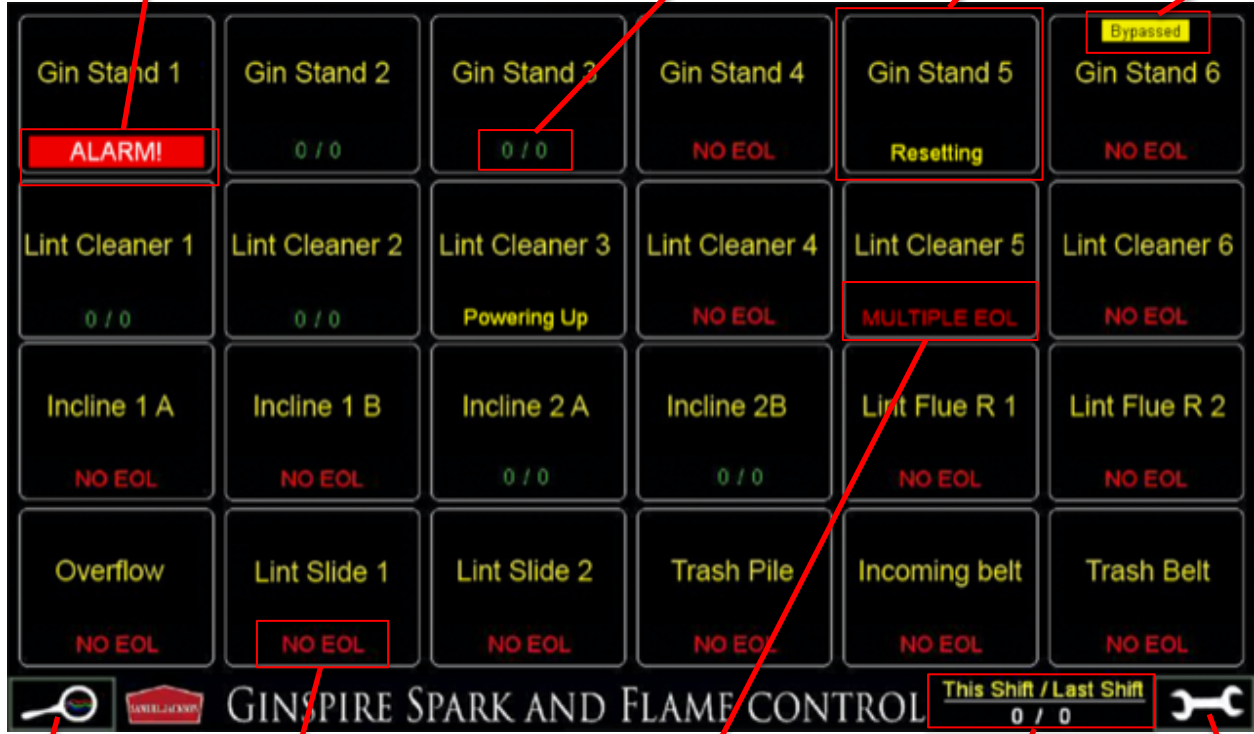 Bypassed
Gin Stand 1 Gin Stand 2 Gin Stand 3 Gin Stand 4 Gin Stand 5 Gin Stand 6
ALARM! 0 / 0 0 / 0 NO EOL Resetting NO EOL
Lint Cleaner 1 Lint Cleaner 2 Lint Cleaner 3 Lint Cleaner 4 Lint Cleaner 5 Lint Cleaner 6
0 / 0 0 / 0 Powering Up NO EOL MULTIPLE EOL NO EOL
Incline 1 A Incline 1 B Incline 2 A Incline 2B Lint Flue R 1 Lint Flue R 2
NO EOL NO EOL 0 / 0 0 / 0 NO EOL NO EOL
Overflow Lint Slide 1 Lint Slide 2 Trash Pile Incoming belt Trash Belt
NO EOL NO EOL NO EOL NO EOL NO EOL NO EOL
SAMUEL JACKSON GINSPIRE SPARK AND FLAME CONTROL This Shift / Last Shift
0 / 0